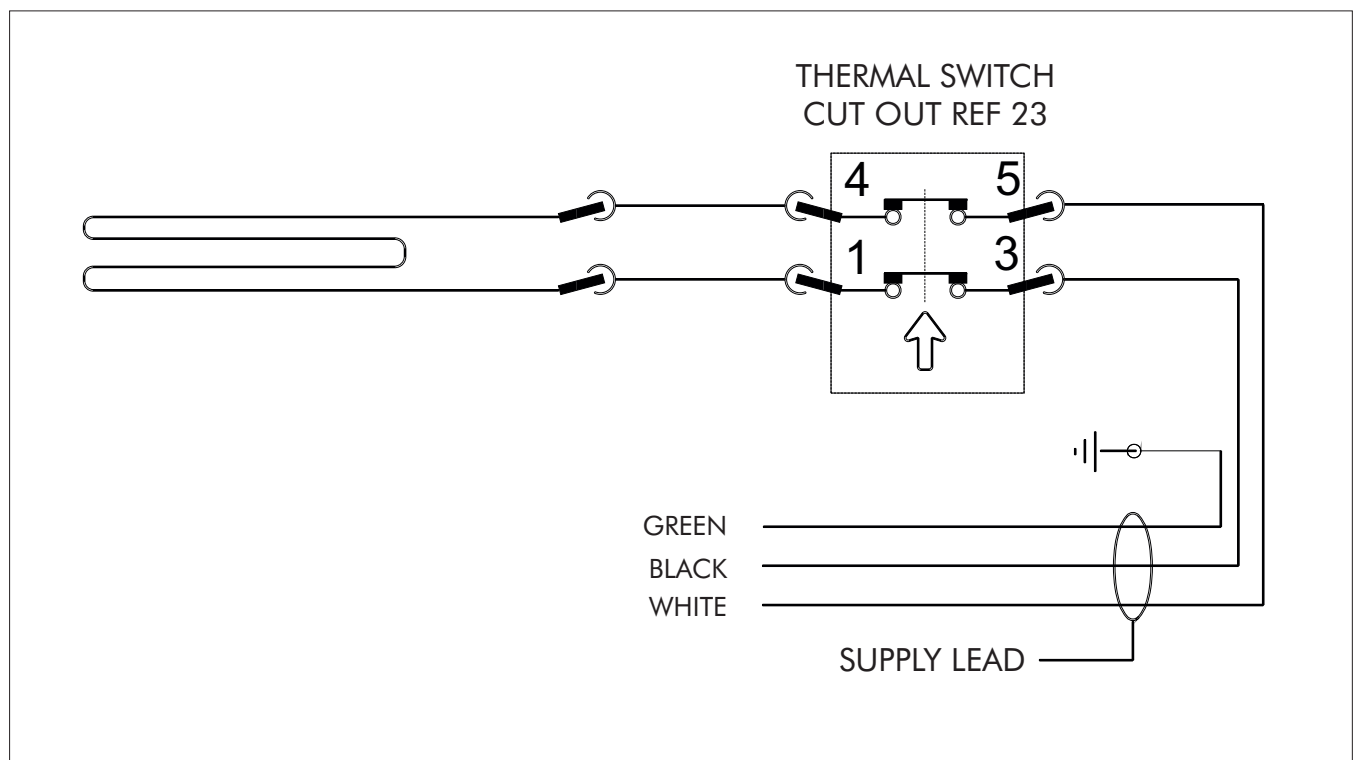 THERMAL SWITCH
CUT OUT REF 23
4 5
1 3
GREEN
BLACK
WHITE
SUPPLY LEAD